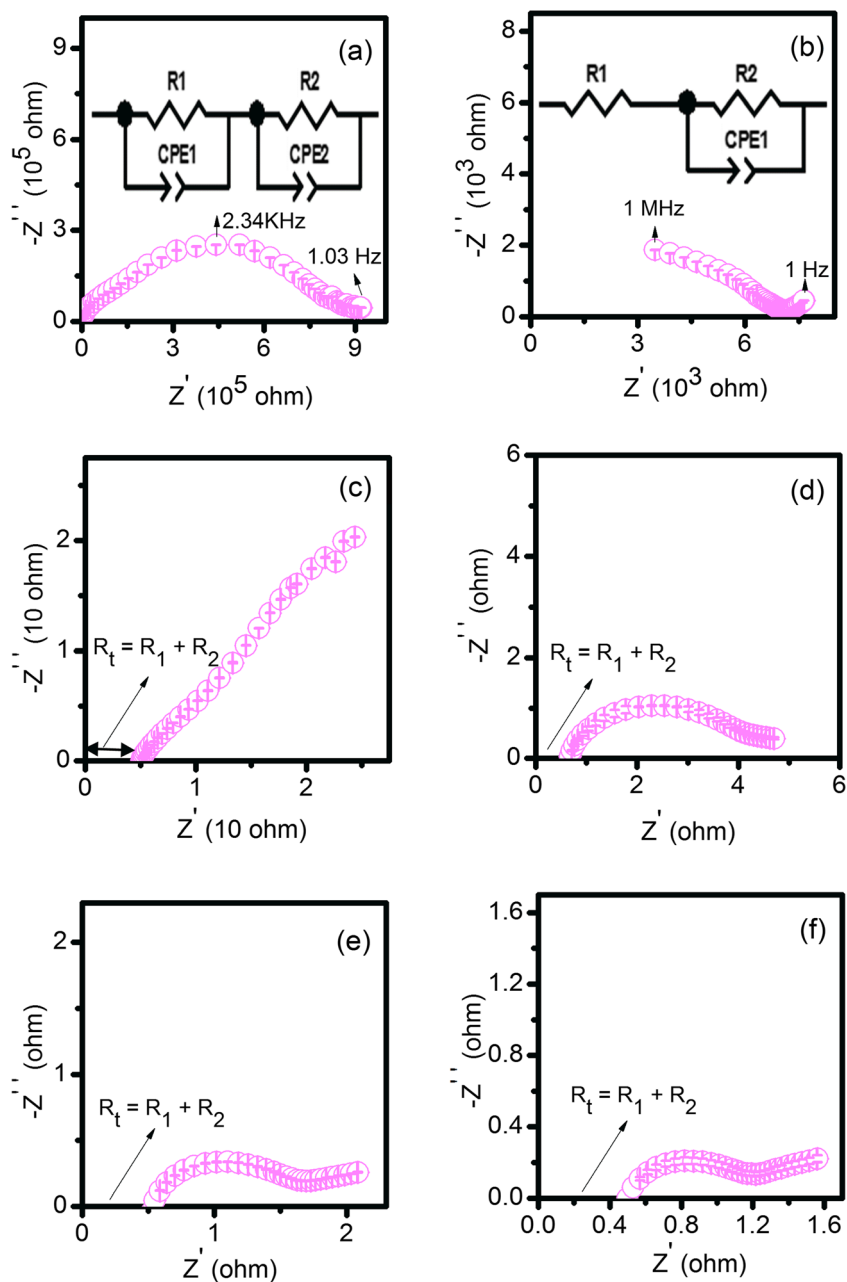 (a)
R1
R2
CPE1
CPE2
2.34KHz
1.03 Hz
9
6
3
0
-Z'' (10^5 ohm)
0
3
6
9
Z' (10^5 ohm)
(b)
R1
R2
CPE1
1 MHz
1 Hz
8
6
4
2
0
-Z'' (10^3 ohm)
0
2
4
6
8
Z' (10^3 ohm)
(c)
R_t = R_1 + R_2
2
1
0
-Z'' (10 ohm)
0
1
2
Z' (10 ohm)
(d)
R_t = R_1 + R_2
6
4
2
0
-Z'' (ohm)
0
2
4
6
Z' (ohm)
(e)
R_t = R_1 + R_2
2
1
0
-Z'' (ohm)
0
1
2
Z' (ohm)
(f)
R_t = R_1 + R_2
1.6
1.2
0.8
0.4
0.0
-Z'' (ohm)
0.0
0.4
0.8
1.2
1.6
Z' (ohm)